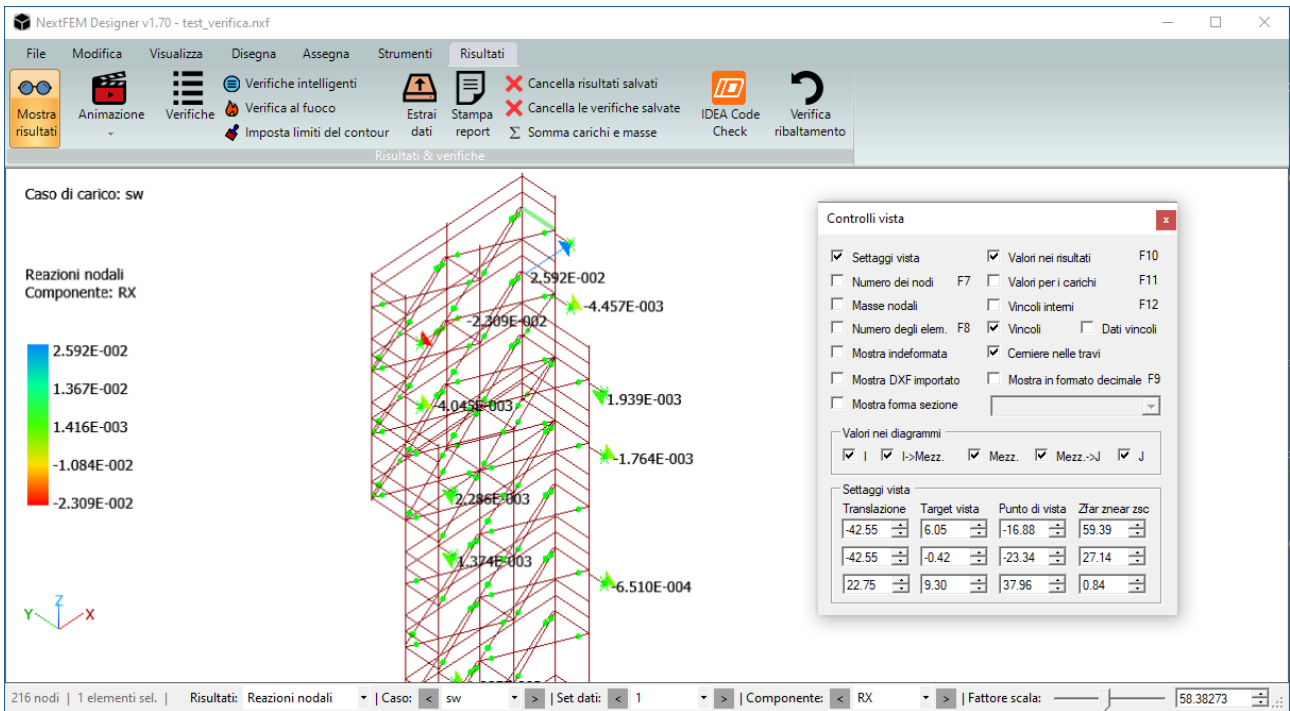 NextFEM Designer v1.70 - test_verifica.nxf
File Modifica Visualizza Disegna Assegna Strumenti Risultati
Mostra risultati
Animazione
Verifiche
Verifiche intelligenti
Verifica al fuoco
Imposta limiti del contour
Estrai dati
Stampa report
Cancella risultati salvati
Cancella le verifiche salvate
Σ Somma carichi e masse
IDEA Code Check
Verifica ribaltamento
Risultati & verifiche
Caso di carico: sw
Reazioni nodali
Componente: RX
2.592E-002
1.367E-002
1.416E-003
-1.084E-002
-2.309E-002
2.592E-002
-4.457E-003
-2.309E-002
1.939E-003
-4.045E-003
-1.764E-003
2.286E-003
1.374E-003
-6.510E-004
Z
Y X
Controlli vista x
Settaggi vista Valori nei risultati F10
Numero dei nodi F7 Valori per i carichi F11
Masse nodali Vincoli interni F12
Numero degli elem. F8 Vincoli Dati vincoli
Mostra indeformata Cerniere nelle travi
Mostra DXF importato Mostra in formato decimale F9
Mostra forma sezione
Valori nei diagrammi
I I->Mezz. Mezz. Mezz.->J J
Settaggi vista
Translazione Target vista Punto di vista Zfar znear zsc
-42.55 6.05 -16.88 59.39
-42.55 -0.42 -23.34 27.14
22.75 9.30 37.96 0.84
216 nodi | 1 elementi sel. | Risultati: Reazioni nodali | Caso: < sw > | Set dati: < 1 > | Componente: < RX > | Fattore scala: 58.38273